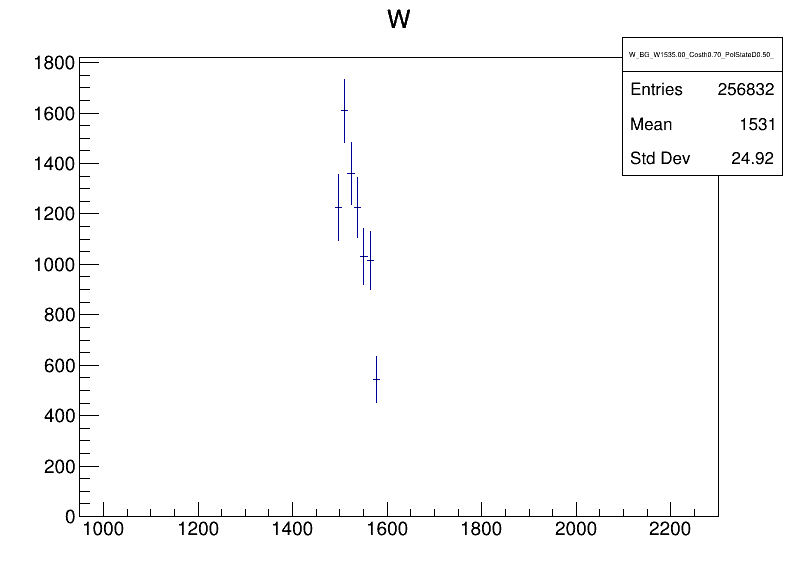 W
W_BG_W1535.00_Costh0.70_PolStateD0.50_
Entries 256832
Mean 1531
Std Dev 24.92
1800
1600
1400
1200
1000
800
600
400
200
0
1000 1200 1400 1600 1800 2000 2200